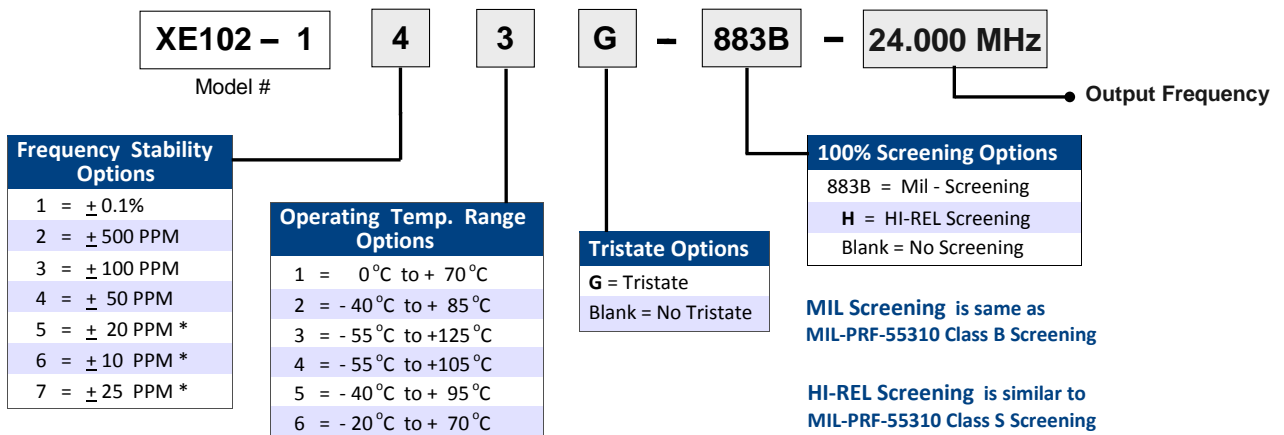 XE102 – 1 4 3 G – 883B – 24.000 MHz
Model #
Output Frequency
Frequency Stability
Options
1 = ± 0.1%
2 = ± 500 PPM
3 = ± 100 PPM
4 = ± 50 PPM
5 = ± 20 PPM *
6 = ± 10 PPM *
7 = ± 25 PPM *
Operating Temp. Range
Options
1 = 0 °C to + 70 °C
2 = - 40 °C to + 85 °C
3 = - 55 °C to +125 °C
4 = - 55 °C to +105 °C
5 = - 40 °C to + 95 °C
6 = - 20 °C to + 70 °C
Tristate Options
G = Tristate
Blank = No Tristate
100% Screening Options
883B = Mil - Screening
H = HI-REL Screening
Blank = No Screening
MIL Screening is same as
MIL-PRF-55310 Class B Screening
HI-REL Screening is similar to
MIL-PRF-55310 Class S Screening